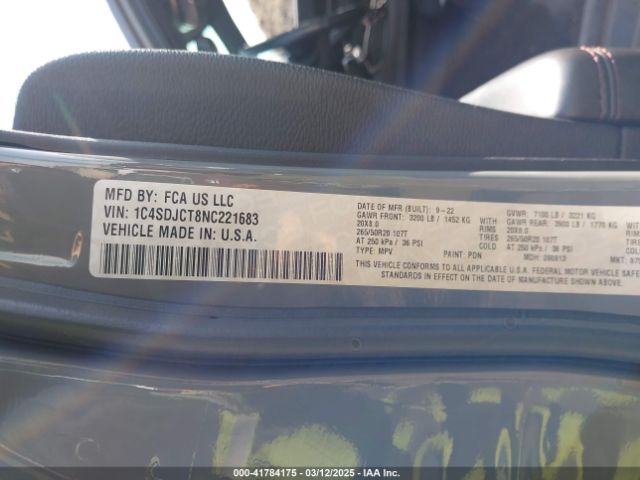 MFD BY: FCA US LLC
VIN: 1C4SDJCT8NC221683
VEHICLE MADE IN: U.S.A.
DATE OF MFR (BUILT): 9-22
GAWR FRONT: 3200 LB / 1452 KG
20X8.0
265/50R20 107T
AT 250 kPa / 36 PSI
TYPE: MPV
RIMS
TIRES
COLD
PAINT: PDN
GVWR: 7100 LB / 3221 KG
GAWR REAR: 3900 LB / 1770 KG
20X8.0
265/50R20 107T
AT 250 kPa / 36 PSI
RIMS
TIRES
COLD
MDH:
MKT:
THIS VEHICLE CONFORMS TO ALL APPLICABLE U.S.A. FEDERAL MOTOR VEHICLE SAFE
STANDARDS IN EFFECT ON THE DATE OF MANUFACTURE SHOWN ABOVE.
000-41784175 | 03/12/2025 | IAA Inc.